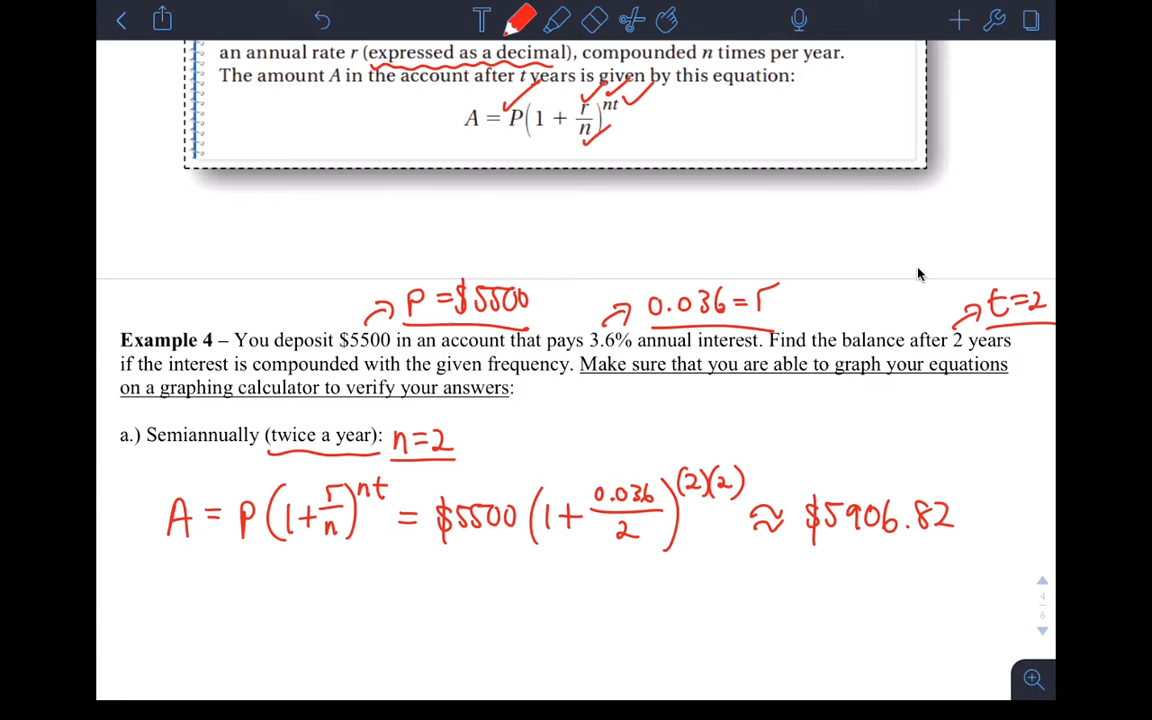 an annual rate r (expressed as a decimal), compounded n times per year.
The amount A in the account after t years is given by this equation:
A = P(1 + r/n)^nt
P = $5500
0.036 = r
t=2
Example 4 – You deposit $5500 in an account that pays 3.6% annual interest. Find the balance after 2 years
if the interest is compounded with the given frequency. Make sure that you are able to graph your equations
on a graphing calculator to verify your answers:
a.) Semiannually (twice a year): n=2
A = P(1+r/n)^nt = $5500(1+0.036/2)^(2)(2) ≈ $5906.82
4
6